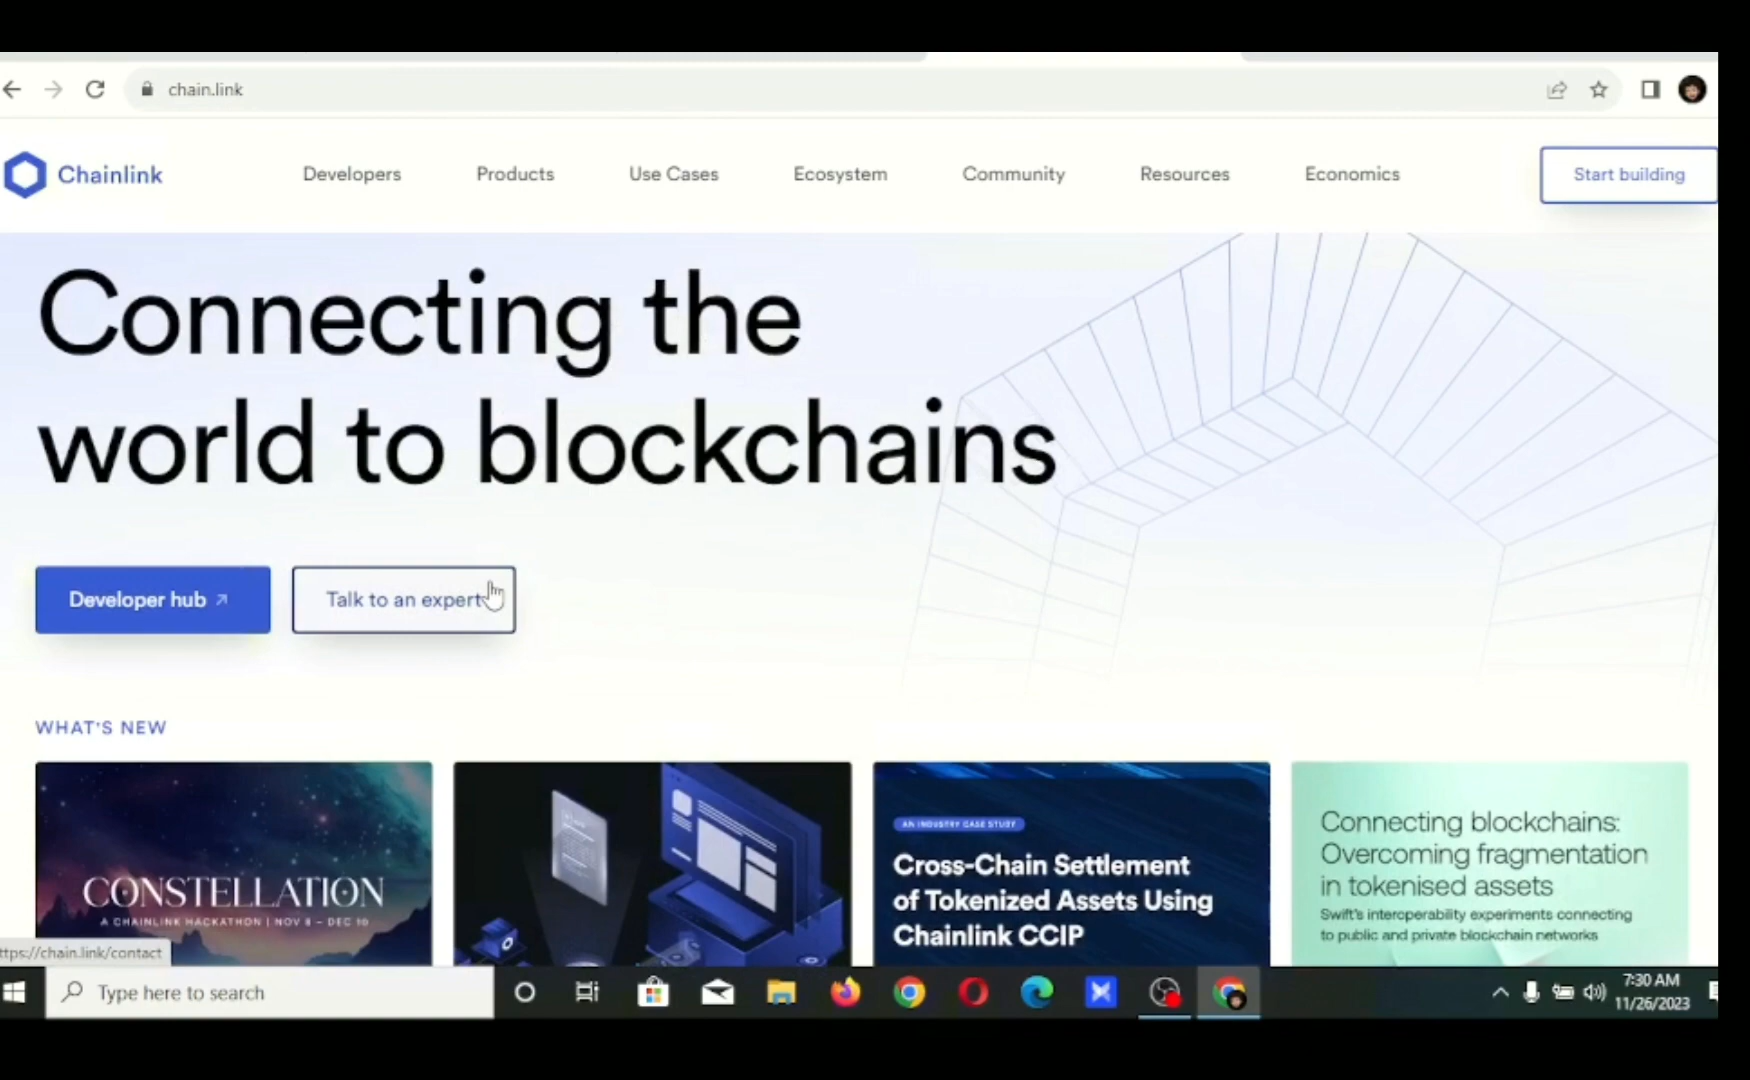 chain.link
Chainlink
Developers
Products
Use Cases
Ecosystem
Community
Resources
Economics
Start building
Connecting the
world to blockchains
Developer hub
Talk to an expert
WHAT'S NEW
CONSTELLATION
A CHAINLINK HACKATHON | NOV 8 – DEC 10
AN INDUSTRY CASE STUDY
Cross-Chain Settlement
of Tokenized Assets Using
Chainlink CCIP
Connecting blockchains:
Overcoming fragmentation
in tokenised assets
Swift's interoperability experiments connecting
to public and private blockchain networks
ttps://chain.link/contact
Type here to search
7:30 AM
11/26/2023